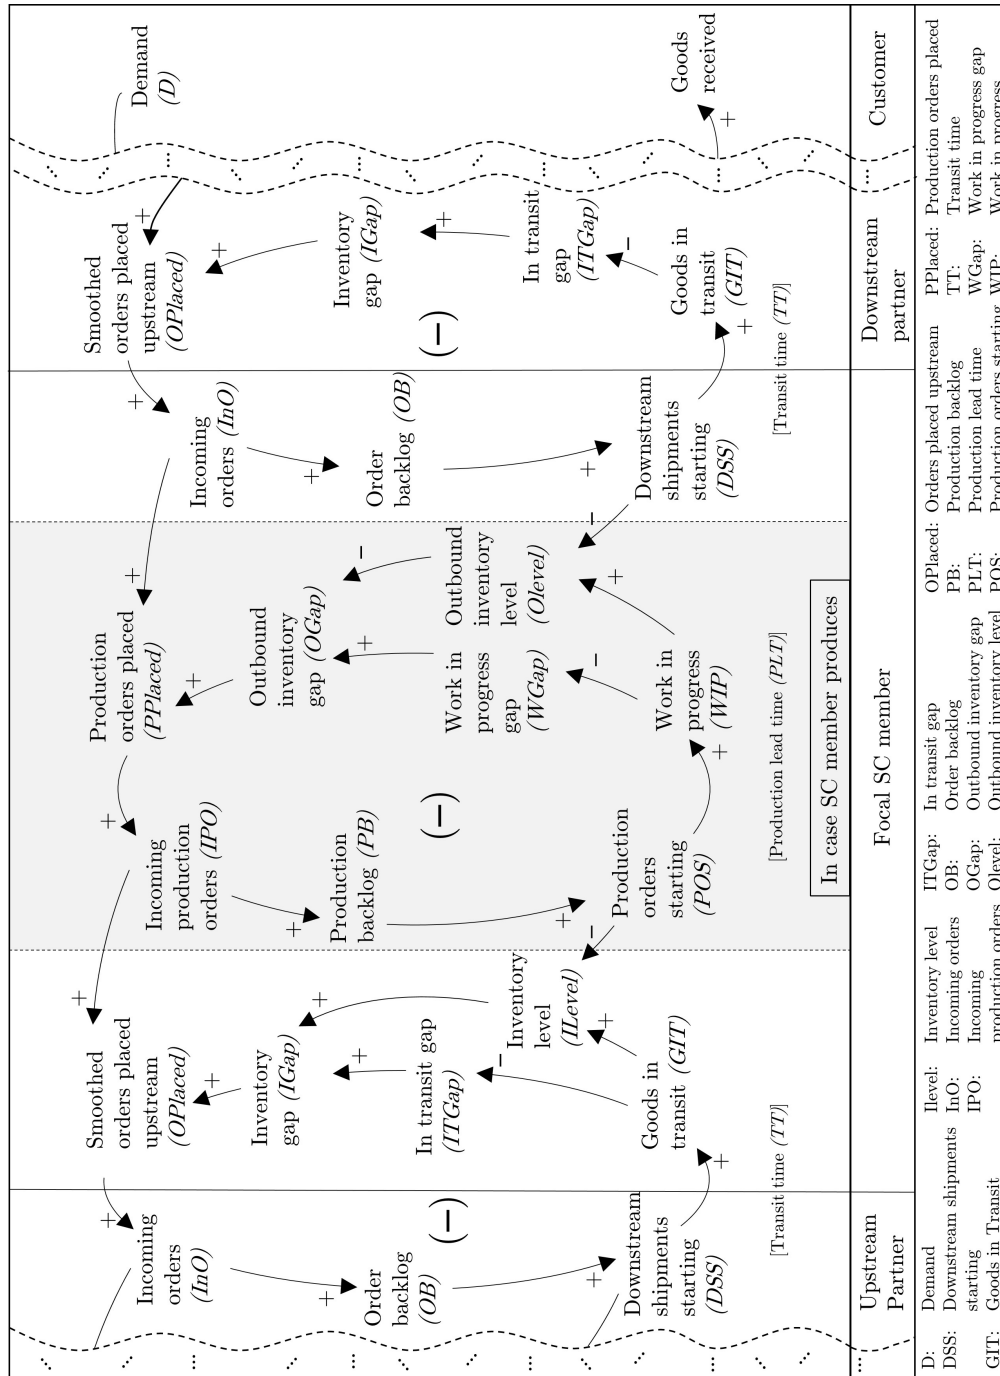 Incoming
orders (InO)
+
Order
backlog
(OB)
+
Downstream
shipments
starting
(DSS)
+
(−)
+
[Transit time (TT)]
Smoothed
orders placed
upstream
(OPlaced)
+
Inventory
gap (IGap)
+
+
In transit gap
(ITGap)
Inventory
level
(ILevel)
−
+
Goods in
transit (GIT)
+
Incoming
production
orders (IPO)
+
Production
backlog (PB)
+
−
Production
orders
starting
(POS)
+
(−)
+
[Production lead time (PLT)]
Production
orders placed
(PPlaced)
+
Outbound
inventory
gap (OGap)
+
−
Work in
progress
gap
(WGap)
Outbound
inventory
level
(Olevel)
−
+
−
Work in
progress
(WIP)
In case SC member produces
+
Incoming
orders (InO)
+
Order
backlog (OB)
+
Downstream
shipments
starting
(DSS)
+
[Transit time (TT)]
+
(−)
Smoothed
orders placed
upstream
(OPlaced)
+
+
Inventory
gap (IGap)
+
In transit
gap
(ITGap)
−
Goods in
transit
(GIT)
Demand
(D)
+
Goods
received
...
Upstream
Partner
Focal SC member
Downstream
partner
...
Customer
D: Demand
DSS: Downstream shipments
starting
GIT: Goods in Transit
Ilevel: Inventory level
InO: Incoming orders
IPO: Incoming
production orders
ITGap: In transit gap
OB: Order backlog
OGap: Outbound inventory gap
Olevel: Outbound inventory level
OPlaced: Orders placed upstream
PB: Production backlog
PLT: Production lead time
POS: Production orders starting
PPlaced: Production orders placed
TT: Transit time
WGap: Work in progress gap
WIP: Work in progress